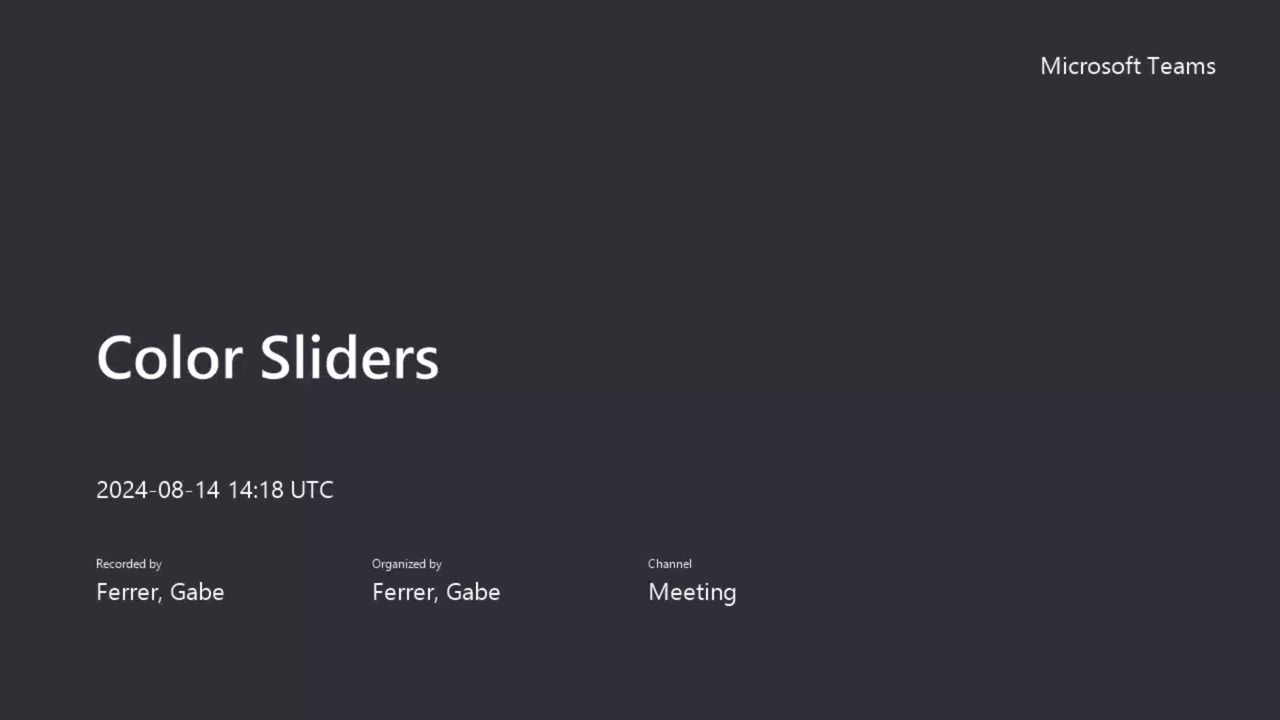 Microsoft Teams
Color Sliders
2024-08-14 14:18 UTC
Recorded by
Ferrer, Gabe
Organized by
Ferrer, Gabe
Channel
Meeting